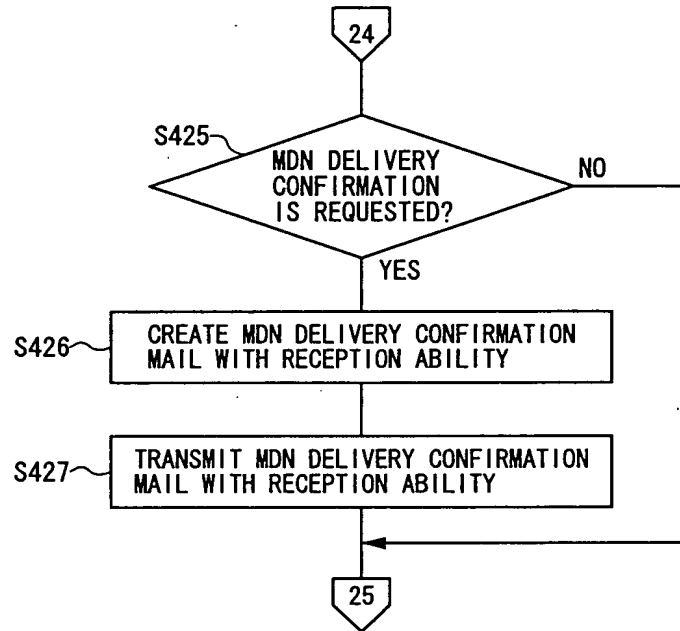 24
S425
MDN DELIVERY
CONFIRMATION
IS REQUESTED?
NO
YES
S426
CREATE MDN DELIVERY CONFIRMATION
MAIL WITH RECEPTION ABILITY
S427
TRANSMIT MDN DELIVERY CONFIRMATION
MAIL WITH RECEPTION ABILITY
25